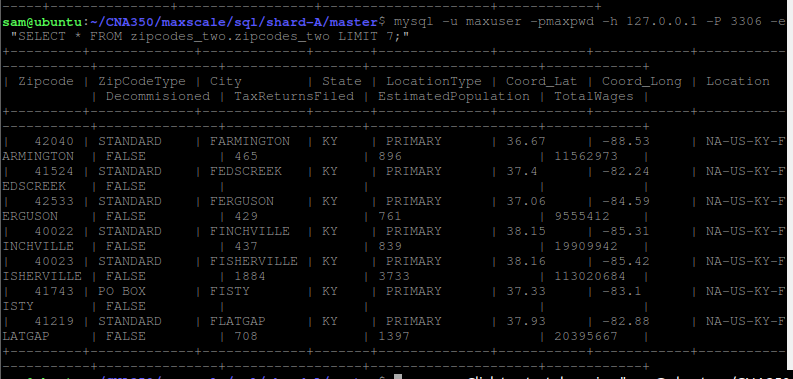 sam@ubuntu:~/CNA350/maxscale/sql/shard-A/master$ mysql -u maxuser -pmaxpwd -h 127.0.0.1 -P 3306 -e
"SELECT * FROM zipcodes_two.zipcodes_two LIMIT 7;"
+---------+-------------+-------------+-------+--------------+-----------+------------+-----------
-----------+---------------+-----------------+---------------------+------------+
| Zipcode | ZipCodeType | City | State | LocationType | Coord_Lat | Coord_Long | Location
| Decommisioned | TaxReturnsFiled | EstimatedPopulation | TotalWages |
+---------+-------------+-------------+-------+--------------+-----------+------------+-----------
-----------+---------------+-----------------+---------------------+------------+
| 42040 | STANDARD | FARMINGTON | KY | PRIMARY | 36.67 | -88.53 | NA-US-KY-F
ARMINGTON | FALSE | 465 | 896 | 11562973 |
| 41524 | STANDARD | FEDSCREEK | KY | PRIMARY | 37.4 | -82.24 | NA-US-KY-F
EDSCREEK | FALSE | | | |
| 42533 | STANDARD | FERGUSON | KY | PRIMARY | 37.06 | -84.59 | NA-US-KY-F
ERGUSON | FALSE | 429 | 761 | 9555412 |
| 40022 | STANDARD | FINCHVILLE | KY | PRIMARY | 38.15 | -85.31 | NA-US-KY-F
INCHVILLE | FALSE | 437 | 839 | 19909942 |
| 40023 | STANDARD | FISHERVILLE | KY | PRIMARY | 38.16 | -85.42 | NA-US-KY-F
ISHERVILLE | FALSE | 1884 | 3733 | 113020684 |
| 41743 | PO BOX | FISTY | KY | PRIMARY | 37.33 | -83.1 | NA-US-KY-F
ISTY | FALSE | | | |
| 41219 | STANDARD | FLATGAP | KY | PRIMARY | 37.93 | -82.88 | NA-US-KY-F
LATGAP | FALSE | 708 | 1397 | 20395667 |
+---------+-------------+-------------+-------+--------------+-----------+------------+-----------
-----------+---------------+-----------------+---------------------+------------+